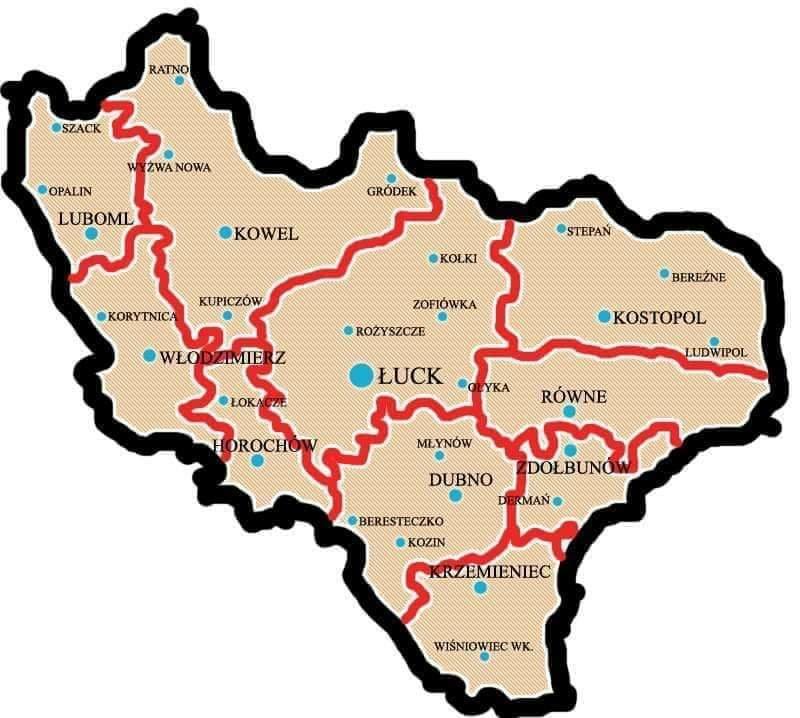 RATNO
SZACK
WYŻWA NOWA
OPALIN
GRÓDEK
LUBOML
KOWEL
STEPAŃ
KOŁKI
BEREŹNE
KUPICZÓW
ZOFIÓWKA
KORYTNICA
KOSTOPOL
ROŻYSZCZE
LUDWIPOL
WŁODZIMIERZ
ŁUCK
OŁYKA
RÓWNE
ŁOKACZE
HOROCHÓW
MŁYNÓW
ZDOŁBUNÓW
DUBNO
DERMAŃ
BERESTECZKO
KOZIN
KRZEMIENIEC
WIŚNIOWIEC WK.